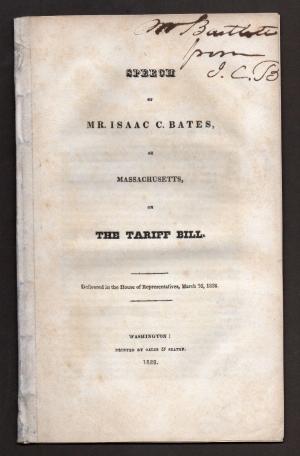 Mr Bartlett
from
I. C. B
SPEECH
OF
MR. ISAAC C. BATES,
OF
MASSACHUSETTS,
ON
THE TARIFF BILL.
Delivered in the House of Representatives, March 26, 1828.
WASHINGTON:
PRINTED BY GALES & SEATON.
1828.